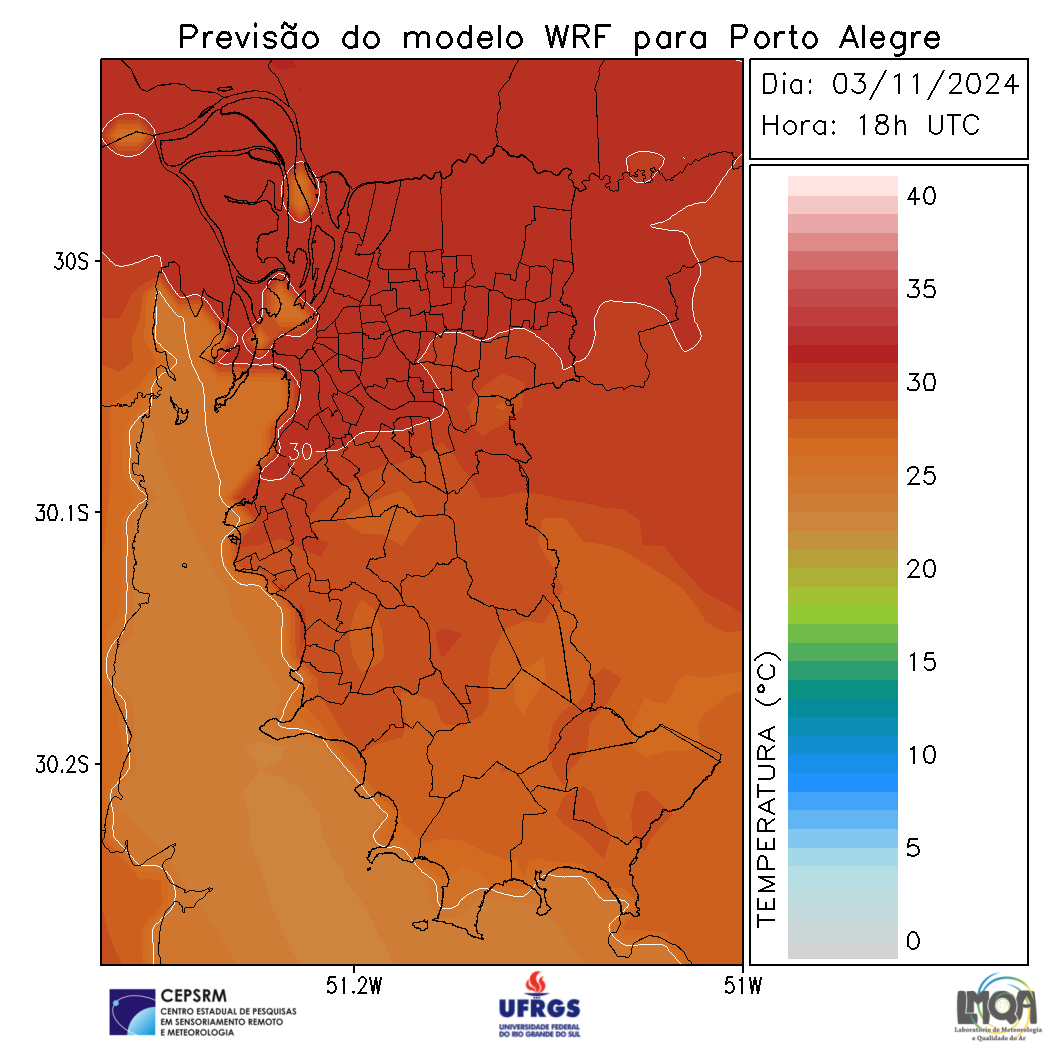 Previsão do modelo WRF para Porto Alegre
Dia: 03/11/2024
Hora: 18h UTC
40
35
30
25
20
15
10
5
0
TEMPERATURA (°C)
30S
30.1S
30.2S
30
51.2W
51W
CEPSRM
CENTRO ESTADUAL DE PESQUISAS
EM SENSORIAMENTO REMOTO
E METEOROLOGIA
UFRGS
UNIVERSIDADE FEDERAL
DO RIO GRANDE DO SUL
LMQA
Laboratório de Meteorologia
e Qualidade do Ar